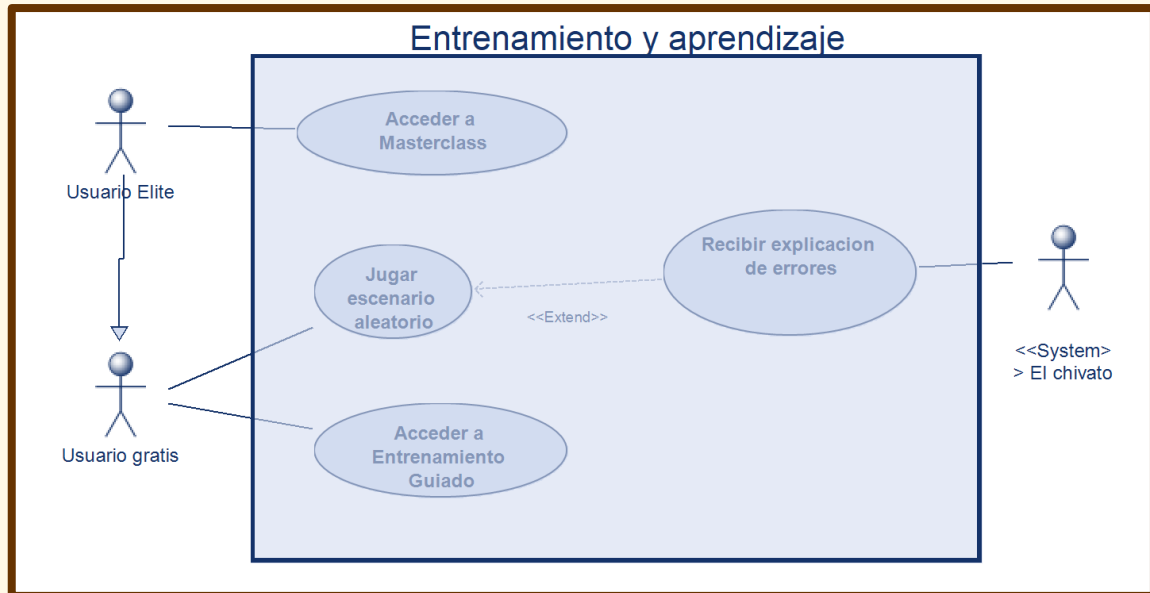 Entrenamiento y aprendizaje
Acceder a
Masterclass
Usuario Elite
Recibir explicacion
de errores
Jugar
escenario
aleatorio
<<Extend>>
<<System>
> El chivato
Usuario gratis
Acceder a
Entrenamiento
Guiado